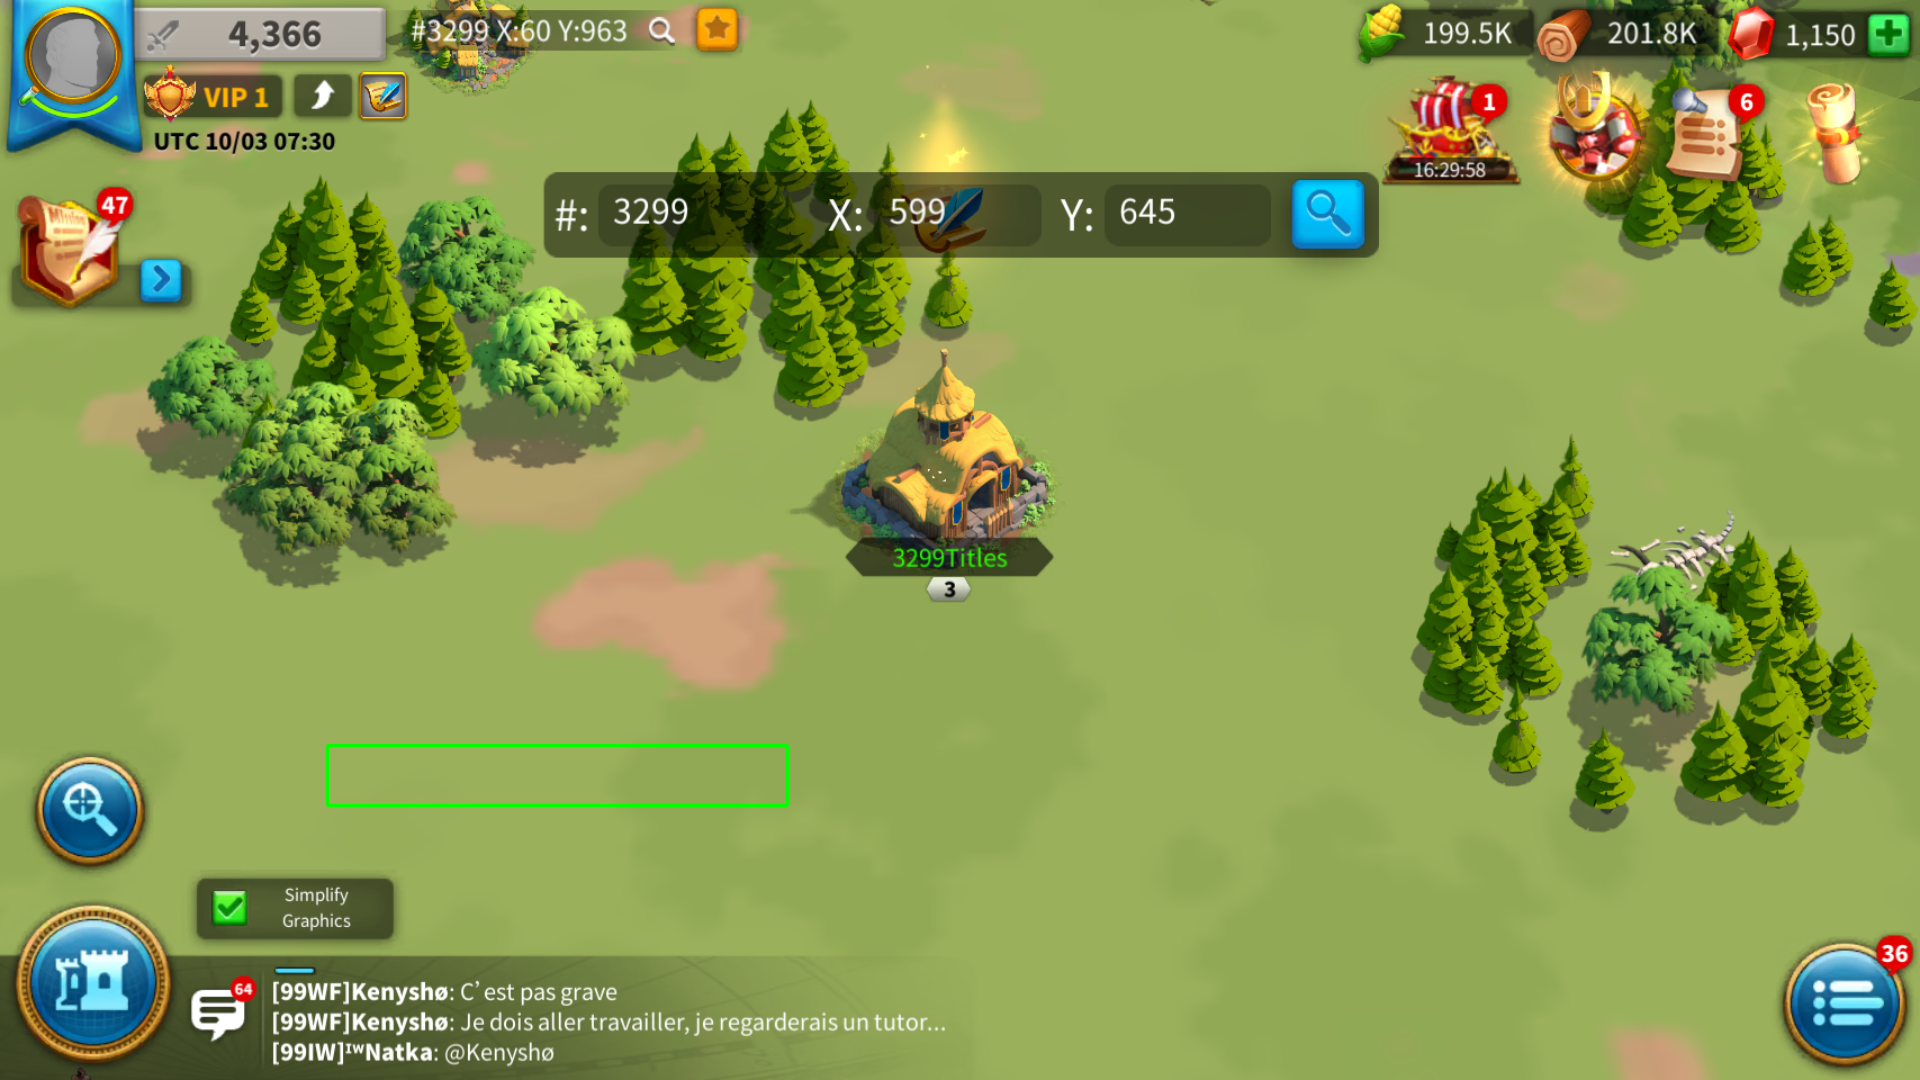 4,366
#3299 X:60 Y:963
199.5K
201.8K
1,150
VIP 1
UTC 10/03 07:30
1
16:29:58
6
Mission
47
#: 3299 X: 599 Y: 645
3299Titles
3
Simplify
Graphics
64
[99WF]Kenyshø: C’est pas grave
[99WF]Kenyshø: Je dois aller travailler, je regarderais un tutor...
[99IW]ᴵᵂNatka: @Kenyshø
36